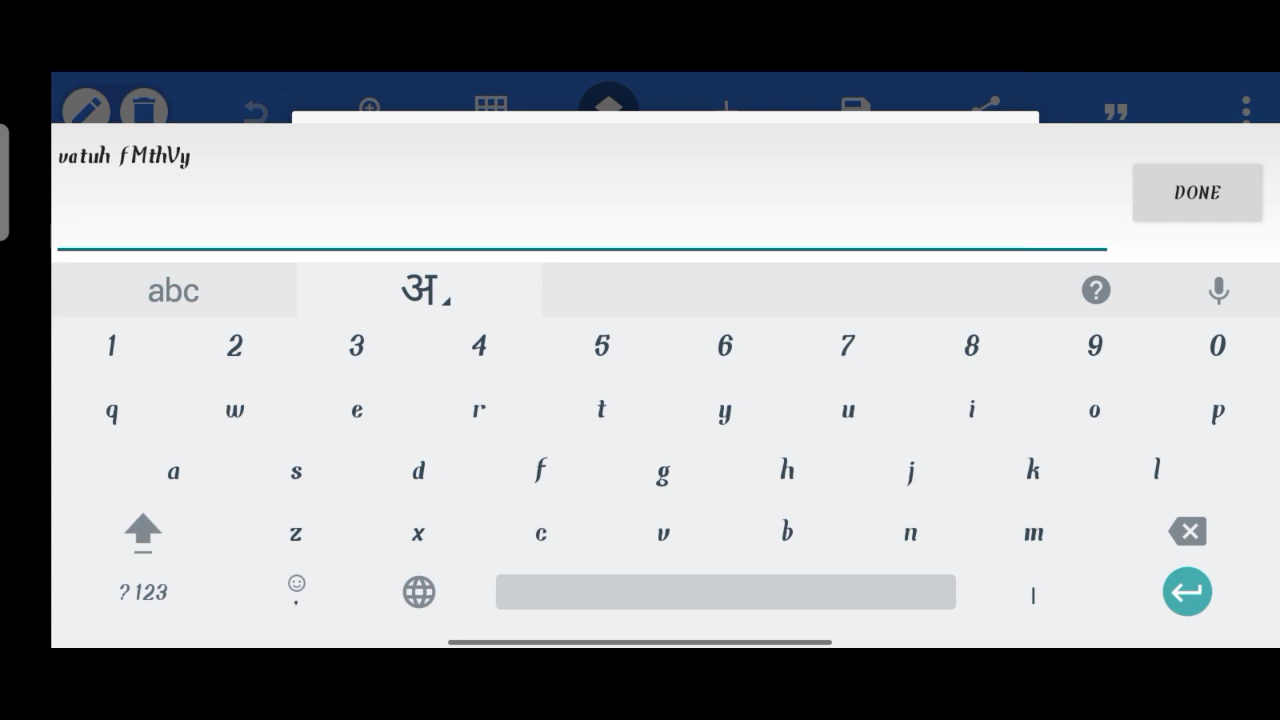 vatuh fMthVy
DONE
abc अ
1 2 3 4 5 6 7 8 9 0
q w e r t y u i o p
a s d f g h j k l
z x c v b n m
?123 , |